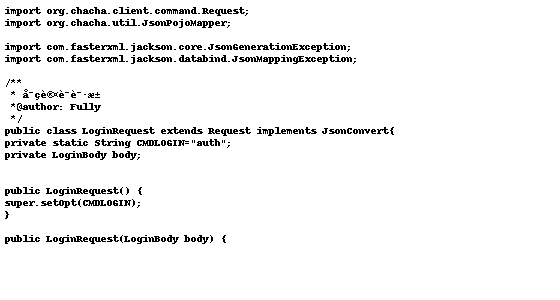 import org.chacha.client.command.Request;
import org.chacha.util.JsonPojoMapper;
import com.fasterxml.jackson.core.JsonGenerationException;
import com.fasterxml.jackson.databind.JsonMappingException;
/**
 *
 *@author: Fully
 */
public class LoginRequest extends Request implements JsonConvert{
private static String CMDLOGIN="auth";
private LoginBody body;
public LoginRequest() {
super.setOpt(CMDLOGIN);
}
public LoginRequest(LoginBody body) {